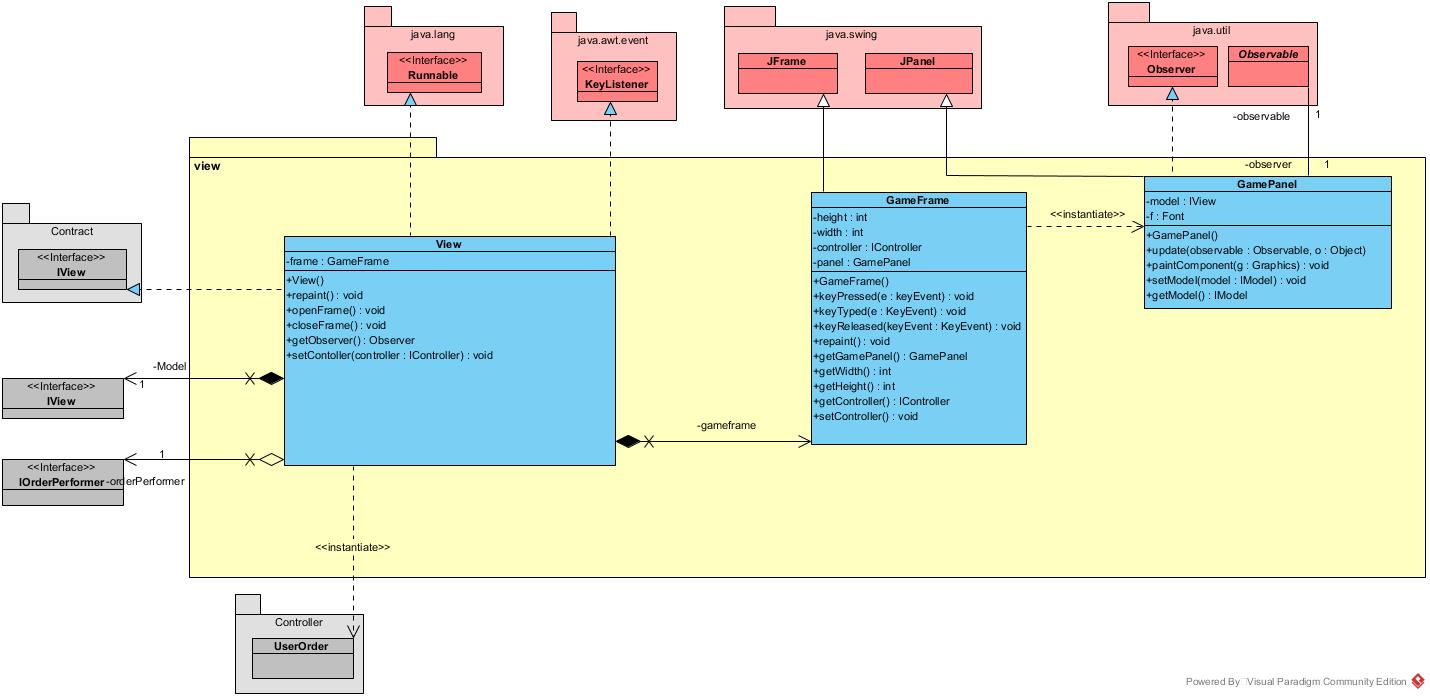 java.lang
<<Interface>>
Runnable
java.awt.event
<<Interface>>
KeyListener
java.swing
JFrame
JPanel
java.util
<<Interface>>
Observer
Observable
-observable
1
-observer
1
view
Contract
<<Interface>>
IView
View
-frame : GameFrame
+View()
+repaint() : void
+openFrame() : void
+closeFrame() : void
+getObserver() : Observer
+setContoller(controller : IController) : void
GameFrame
-height : int
-width : int
-controller : IController
-panel : GamePanel
+GameFrame()
+keyPressed(e : keyEvent) : void
+keyTyped(e : KeyEvent) : void
+keyReleased(keyEvent : KeyEvent) : void
+repaint() : void
+getGamePanel() : GamePanel
+getWidth() : int
+getHeight() : int
+getController() : IController
+setController() : void
<<instantiate>>
GamePanel
-model : IView
-f : Font
+GamePanel()
+update(observable : Observable, o : Object)
+paintComponent(g : Graphics) : void
+setModel(model : IModel) : void
+getModel() : IModel
-Model
1
<<Interface>>
IView
-gameframe
1
<<Interface>>
IOrderPerformer
-orderPerformer
<<instantiate>>
Controller
UserOrder
Powered By Visual Paradigm Community Edition